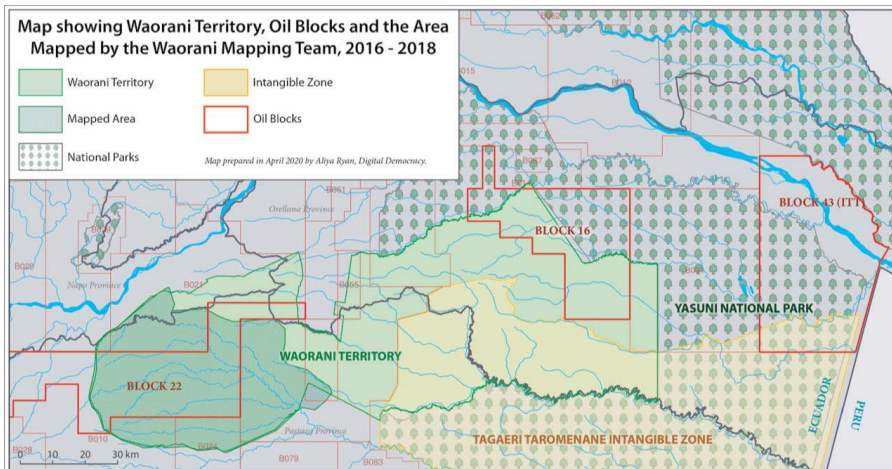 Map showing Waorani Territory, Oil Blocks and the Area
Mapped by the Waorani Mapping Team, 2016 - 2018
Waorani Territory
Intangible Zone
Mapped Area
Oil Blocks
National Parks
Map prepared in April 2020 by Aliya Ryan, Digital Democracy.
B015
B012
B061
Orellana Province
BLOCK 43 (ITT)
BLOCK 16
B020
Napo Province
B021
YASUNI NATIONAL PARK
WAORANI TERRITORY
BLOCK 22
ECUADOR
PERU
Pastaza Province
B010
TAGAERI TAROMENANE INTANGIBLE ZONE
B028
B079
B083
0 10 20 30 km